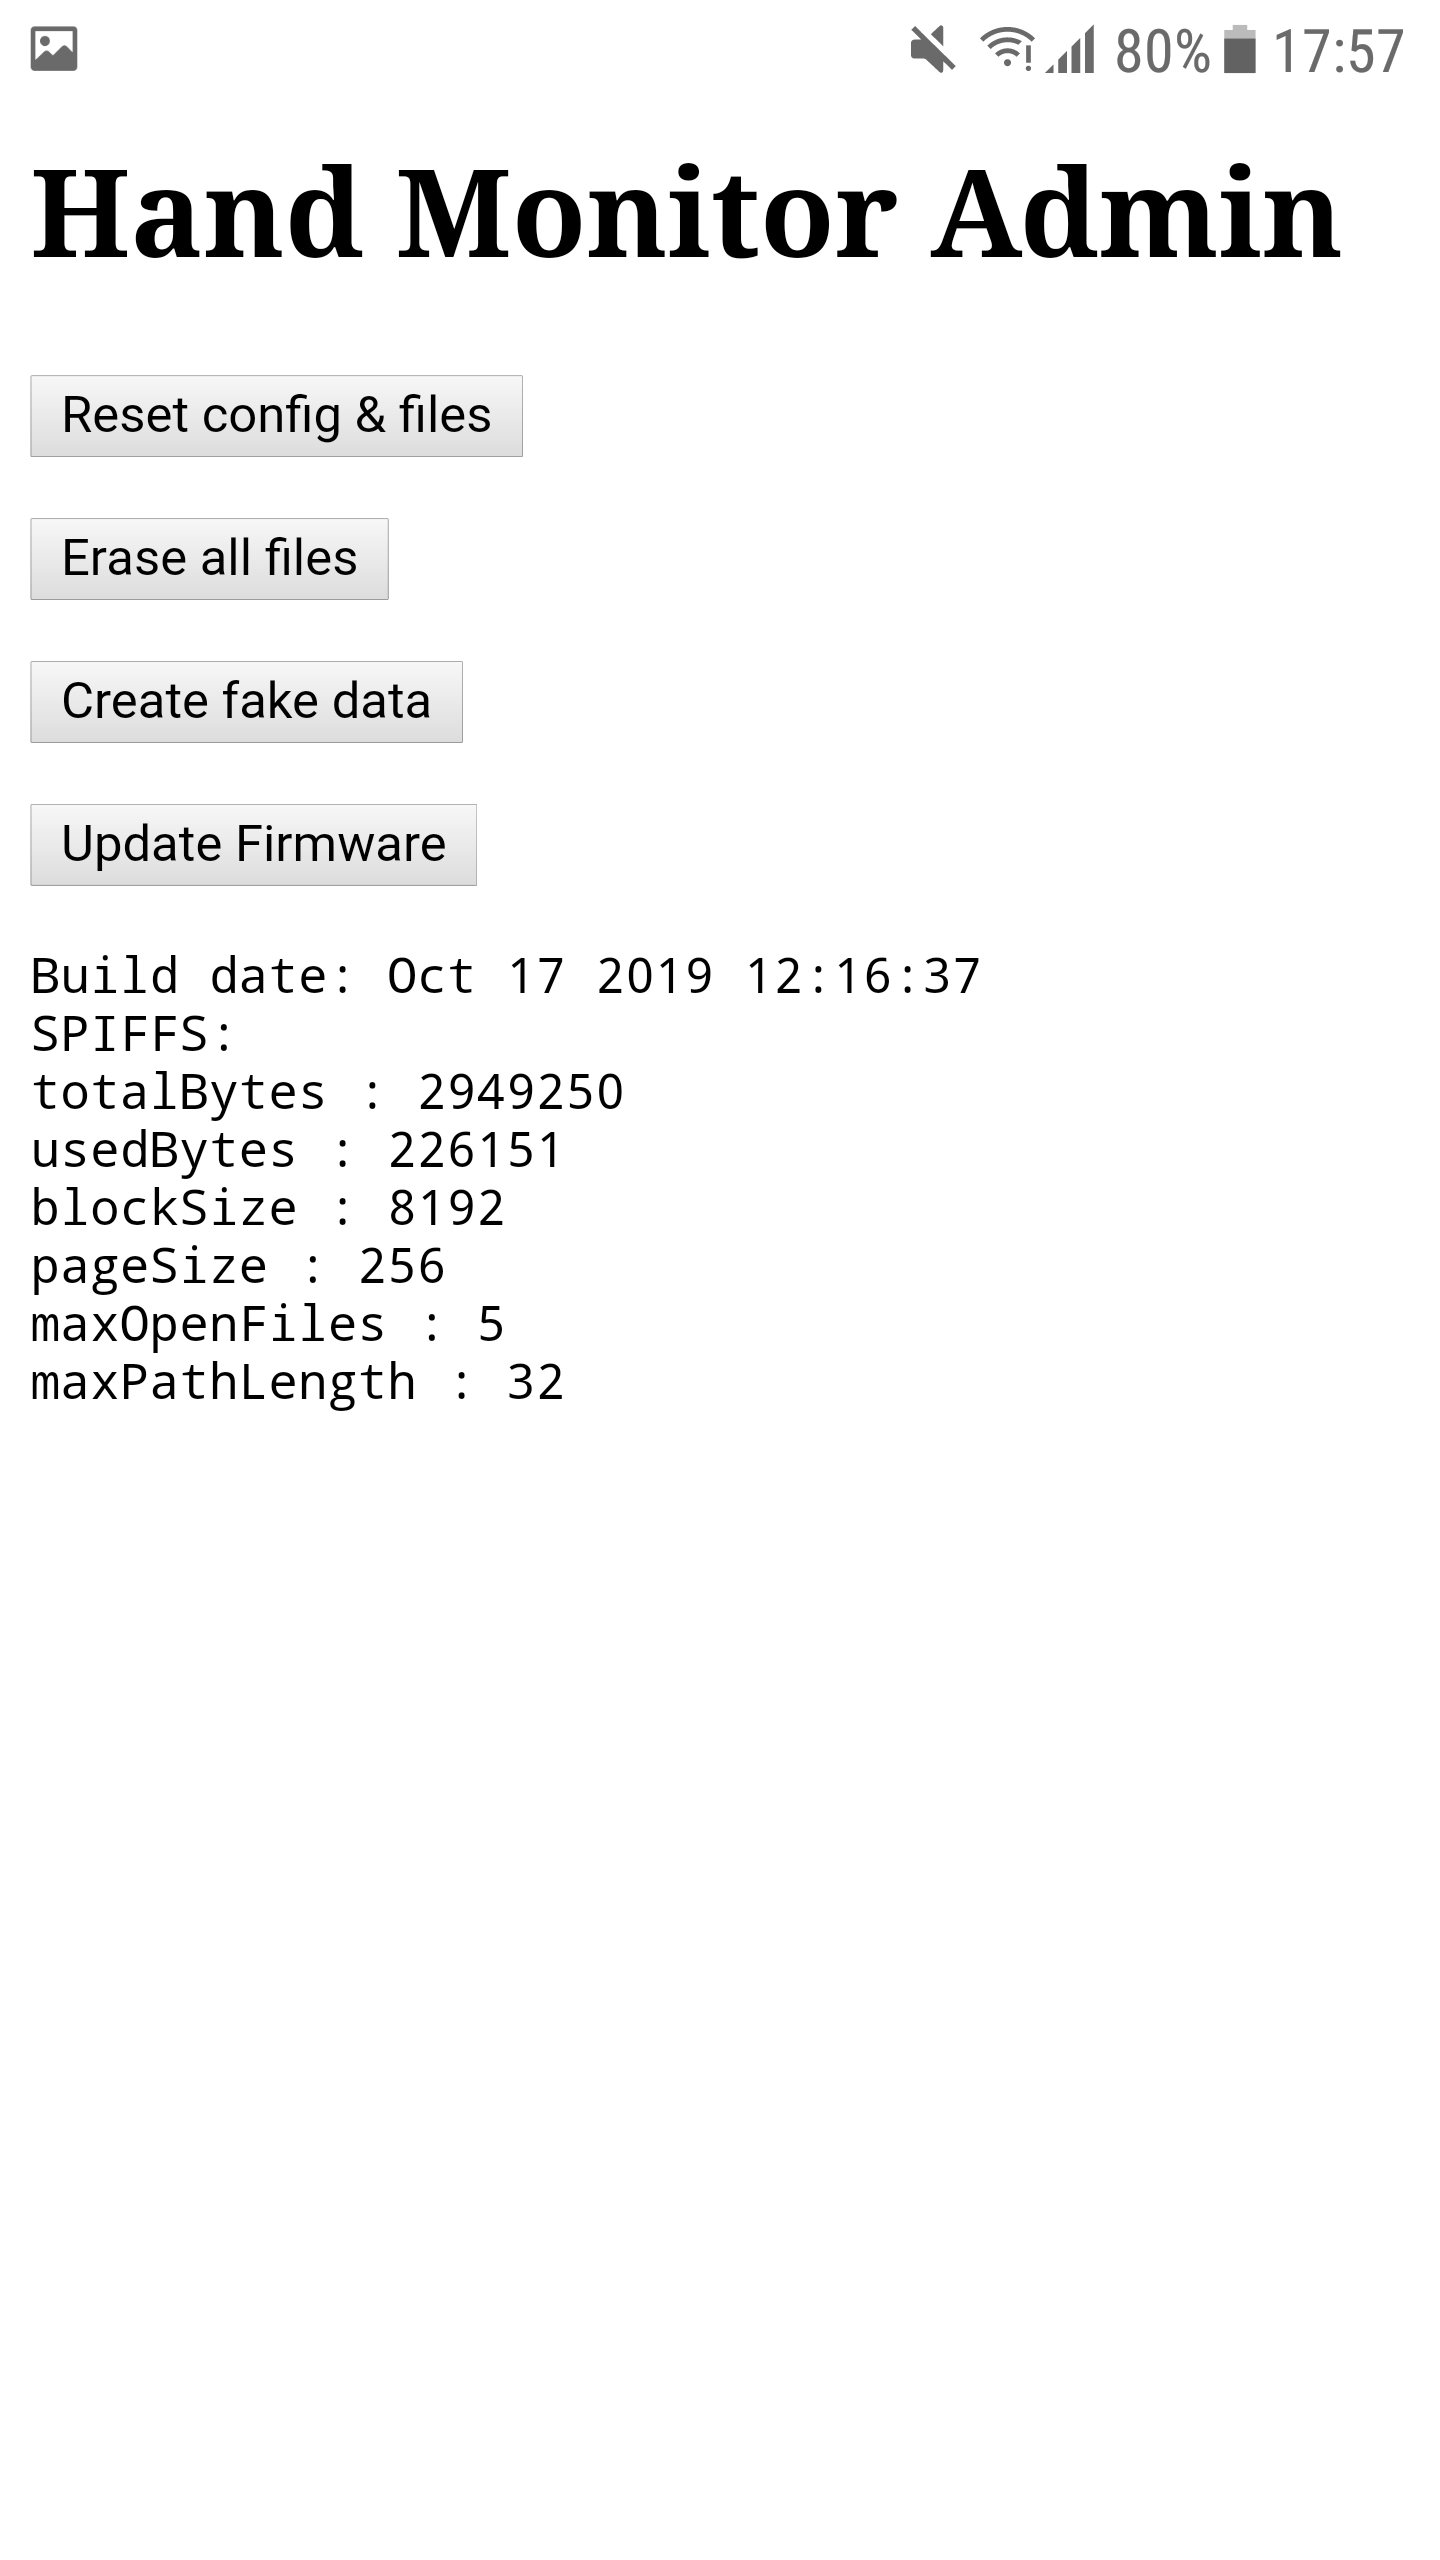 80% 17:57
Hand Monitor Admin
Reset config & files
Erase all files
Create fake data
Update Firmware
Build date: Oct 17 2019 12:16:37
SPIFFS:
totalBytes : 2949250
usedBytes : 226151
blockSize : 8192
pageSize : 256
maxOpenFiles : 5
maxPathLength : 32